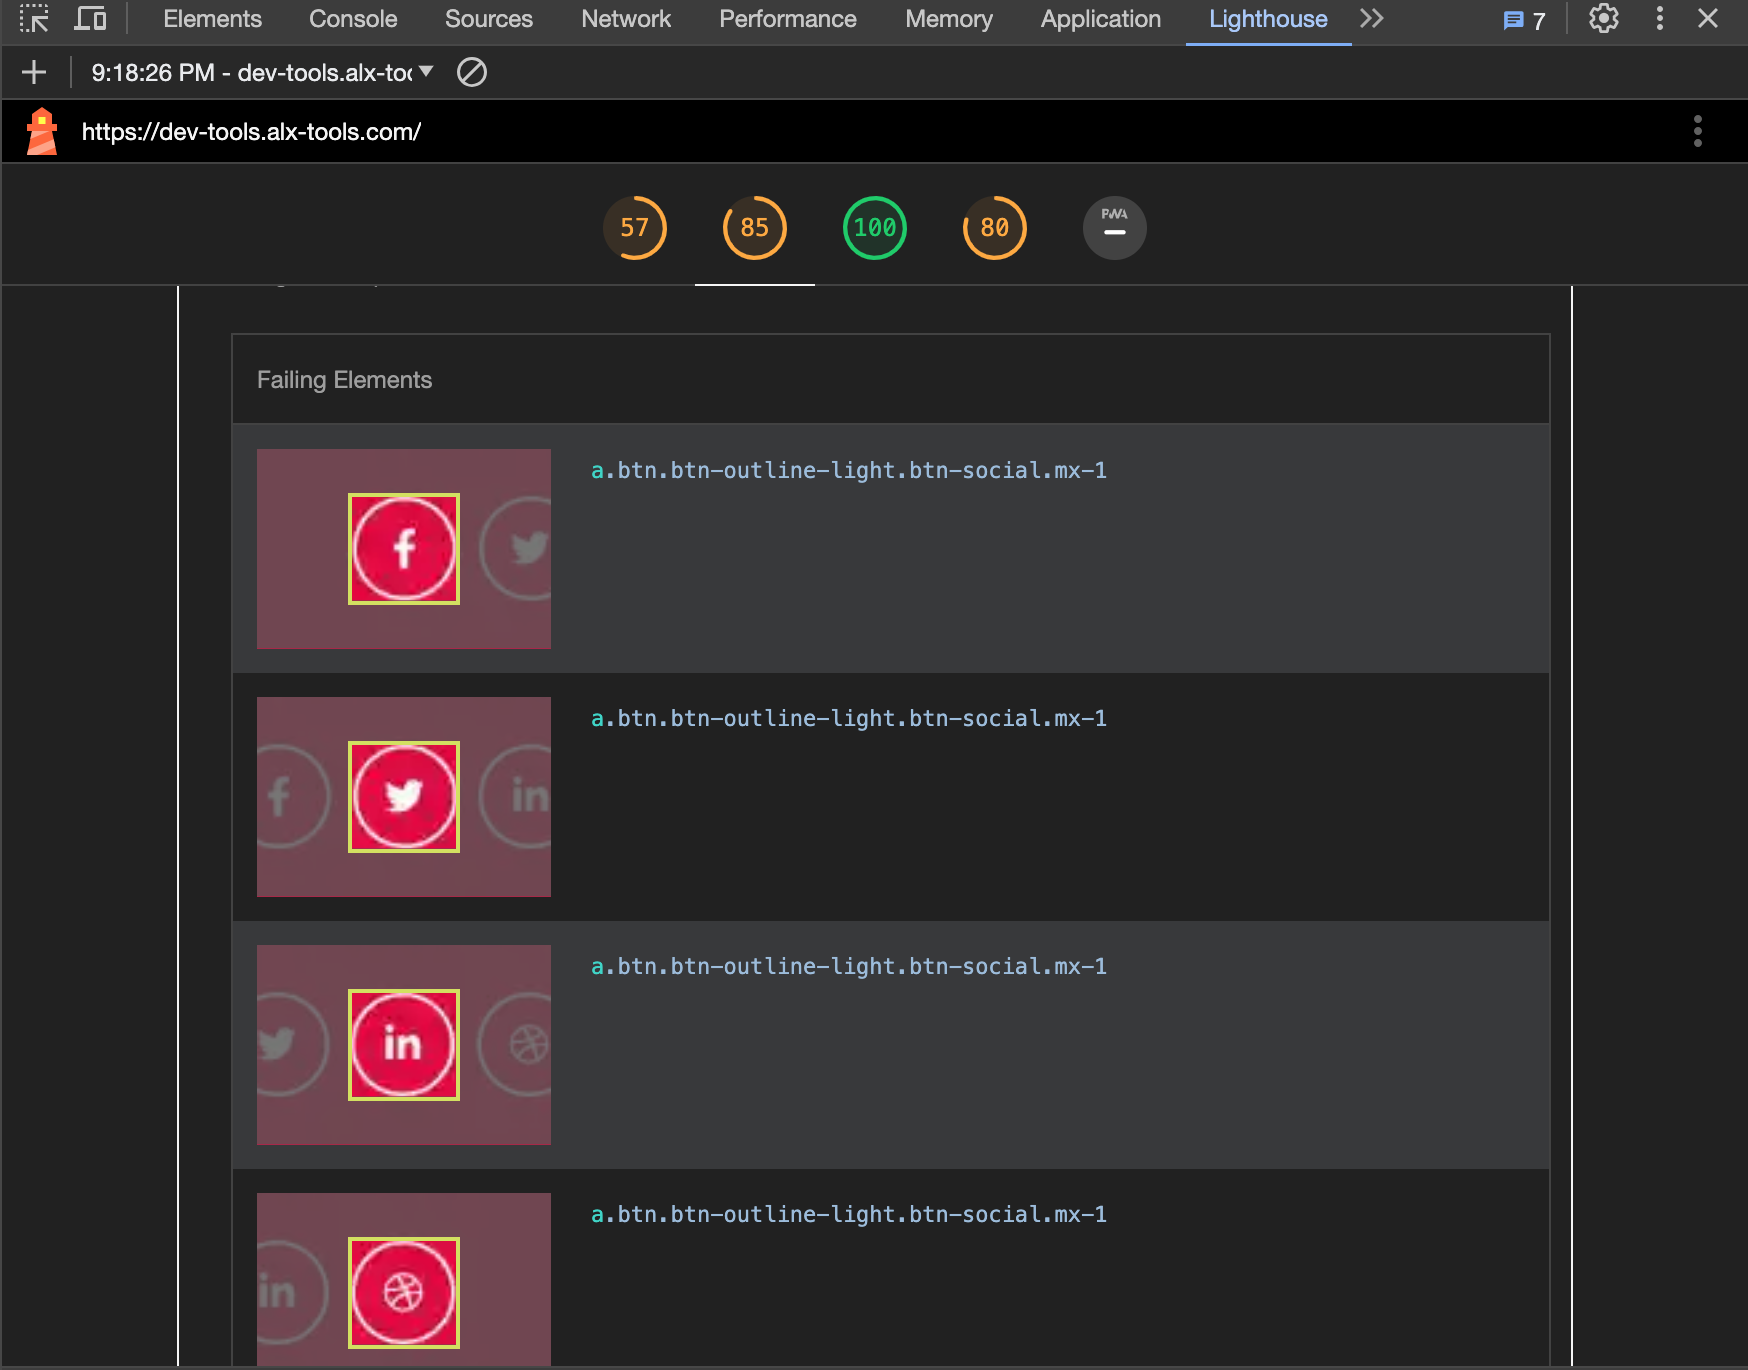 Elements Console Sources Network Performance Memory Application Lighthouse 7
9:18:26 PM - dev-tools.alx-too
https://dev-tools.alx-tools.com/
57 85 100 80 PWA
Failing Elements
a.btn.btn-outline-light.btn-social.mx-1
f
a.btn.btn-outline-light.btn-social.mx-1
f in
a.btn.btn-outline-light.btn-social.mx-1
in
a.btn.btn-outline-light.btn-social.mx-1
in